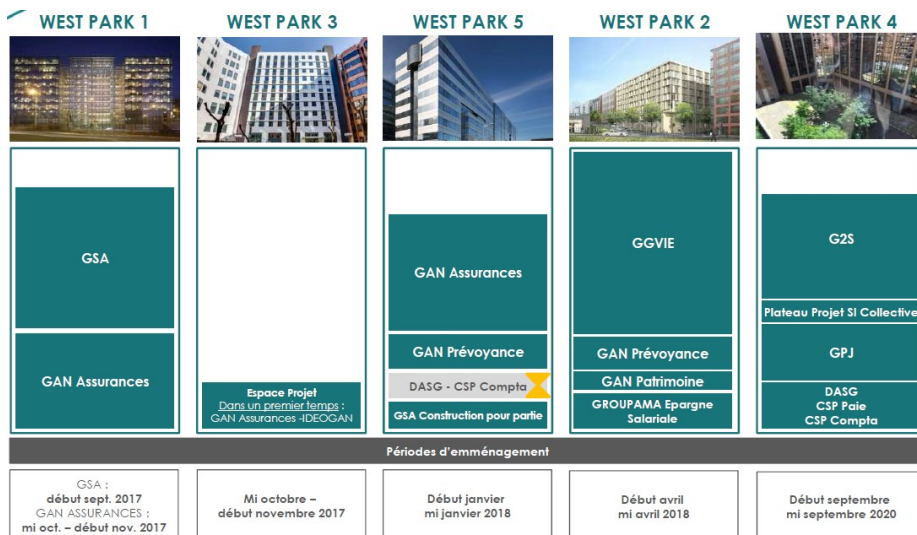 WEST PARK 1
WEST PARK 3
WEST PARK 5
WEST PARK 2
WEST PARK 4
GSA
GAN Assurances
Espace Projet
Dans un premier temps :
GAN Assurances -IDEOGAN
GAN Assurances
GAN Prévoyance
DASG - CSP Compta
GSA Construction pour partie
GGVIE
GAN Prévoyance
GAN Patrimoine
GROUPAMA Epargne
Salariale
G2S
Plateau Projet SI Collective
GPJ
DASG
CSP Paie
CSP Compta
Périodes d'emménagement
GSA :
début sept. 2017
GAN ASSURANCES :
mi oct. – début nov. 2017
Mi octobre –
début novembre 2017
Début janvier
mi janvier 2018
Début avril
mi avril 2018
Début septembre
mi septembre 2020